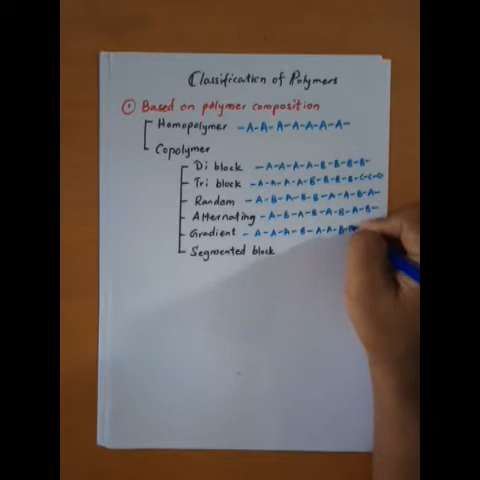 Classification of Polymers
① Based on polymer composition
Homopolymer -A-A-A-A-A-A-A-
Copolymer
Di block -A-A-A-A-B-B-B-B-
Tri block -A-A-A-A-B-B-B-B-C-C-C
Random -A-B-A-B-B-A-A-B-A-
Alternating -A-B-A-B-A-B-A-B-
Gradient -A-A-A-B-A-A-B-
Segmented block